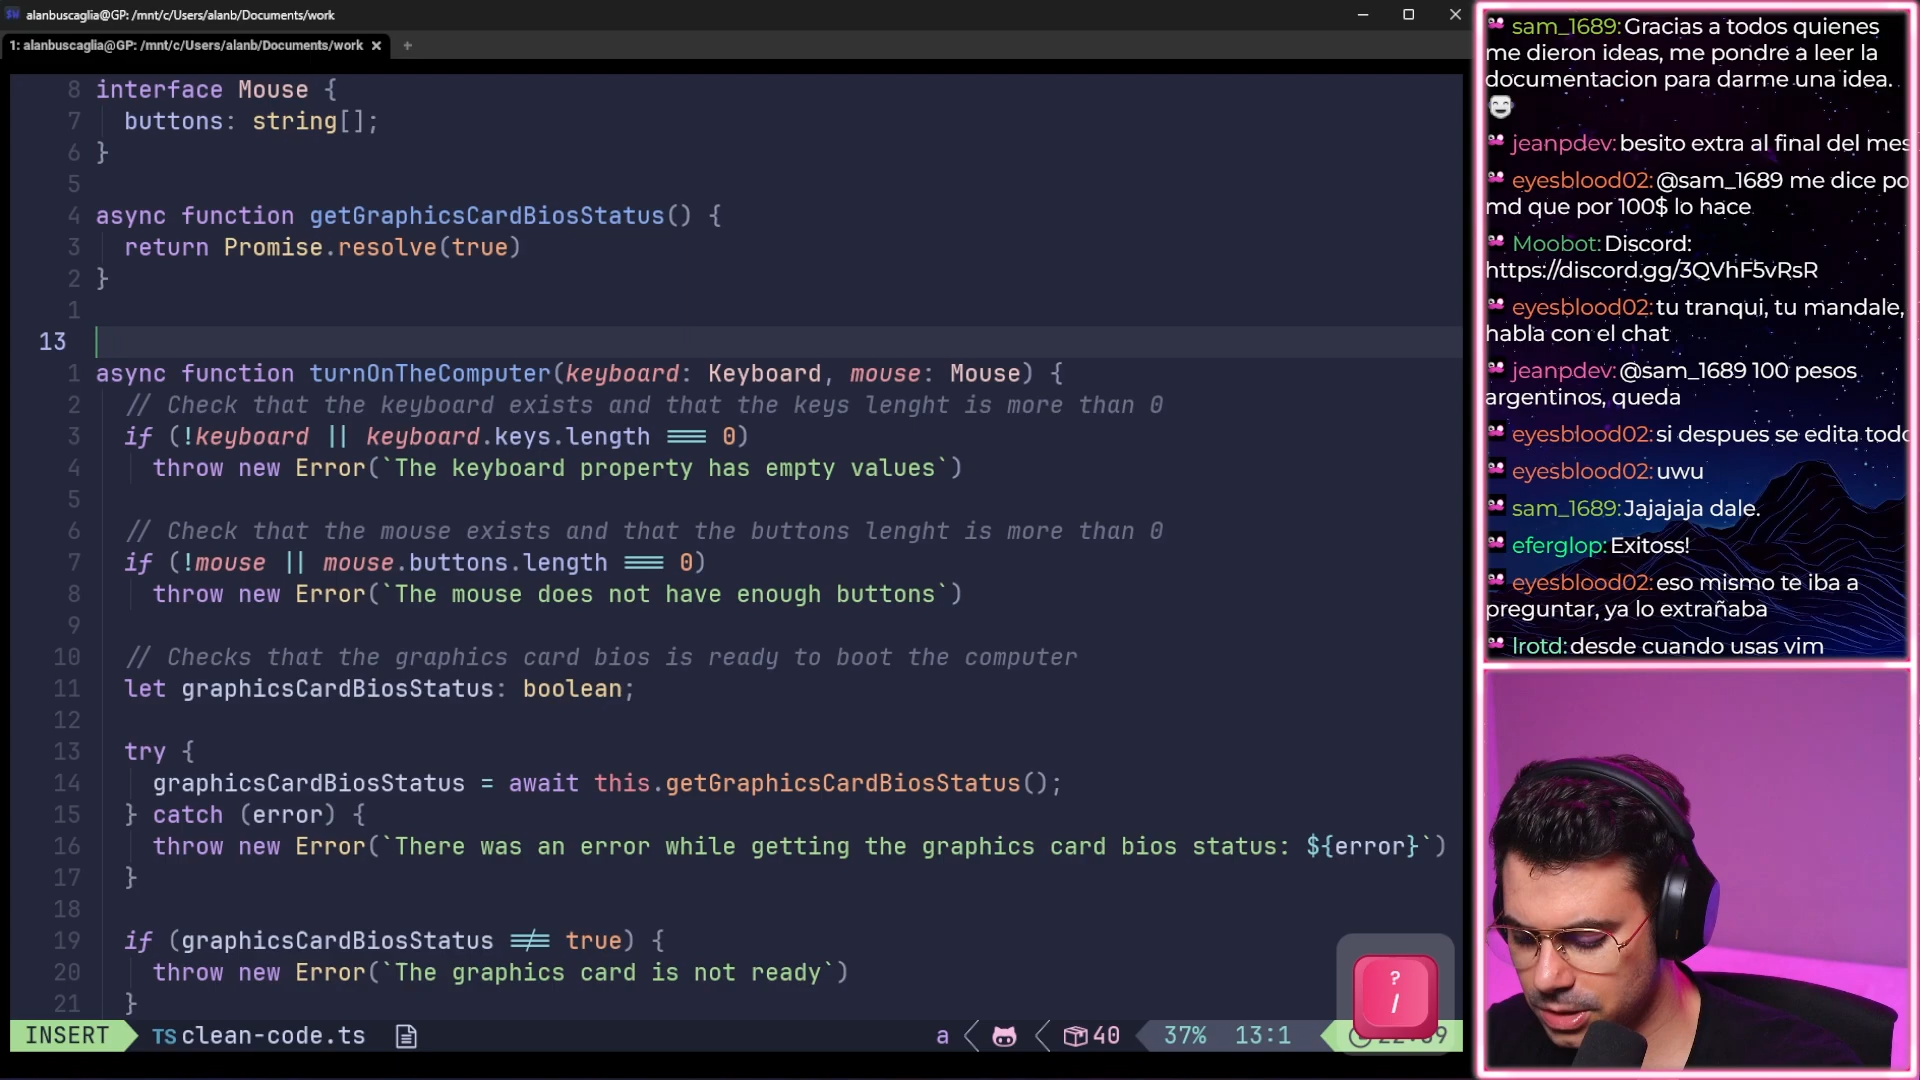 alanbuscaglia@GP: /mnt/c/Users/alanb/Documents/work
1: alanbuscaglia@GP: /mnt/c/Users/alanb/Documents/work
8 interface Mouse {
7 buttons: string[];
6 }
5
4 async function getGraphicsCardBiosStatus() {
3 return Promise.resolve(true)
2 }
1
13
1 async function turnOnTheComputer(keyboard: Keyboard, mouse: Mouse) {
2 // Check that the keyboard exists and that the keys lenght is more than 0
3 if (!keyboard || keyboard.keys.length === 0)
4 throw new Error(`The keyboard property has empty values`)
5
6 // Check that the mouse exists and that the buttons lenght is more than 0
7 if (!mouse || mouse.buttons.length === 0)
8 throw new Error(`The mouse does not have enough buttons`)
9
10 // Checks that the graphics card bios is ready to boot the computer
11 let graphicsCardBiosStatus: boolean;
12
13 try {
14 graphicsCardBiosStatus = await this.getGraphicsCardBiosStatus();
15 } catch (error) {
16 throw new Error(`There was an error while getting the graphics card bios status: ${error}`)
17 }
18
19 if (graphicsCardBiosStatus !== true) {
20 throw new Error(`The graphics card is not ready`)
21 }
INSERT TS clean-code.ts a 40 37% 13:1
?
/
sam_1689: Gracias a todos quienes
me dieron ideas, me pondre a leer la
documentacion para darme una idea.
jeanpdev: besito extra al final del mes
eyesblood02: @sam_1689 me dice po
md que por 100$ lo hace
Moobot: Discord:
https://discord.gg/3QVhF5vRsR
eyesblood02: tu tranqui, tu mandale,
habla con el chat
jeanpdev: @sam_1689 100 pesos
argentinos, queda
eyesblood02: si despues se edita todo
eyesblood02: uwu
sam_1689: Jajajaja dale.
eferglop: Exitoss!
eyesblood02: eso mismo te iba a
preguntar, ya lo extrañaba
lrotd: desde cuando usas vim